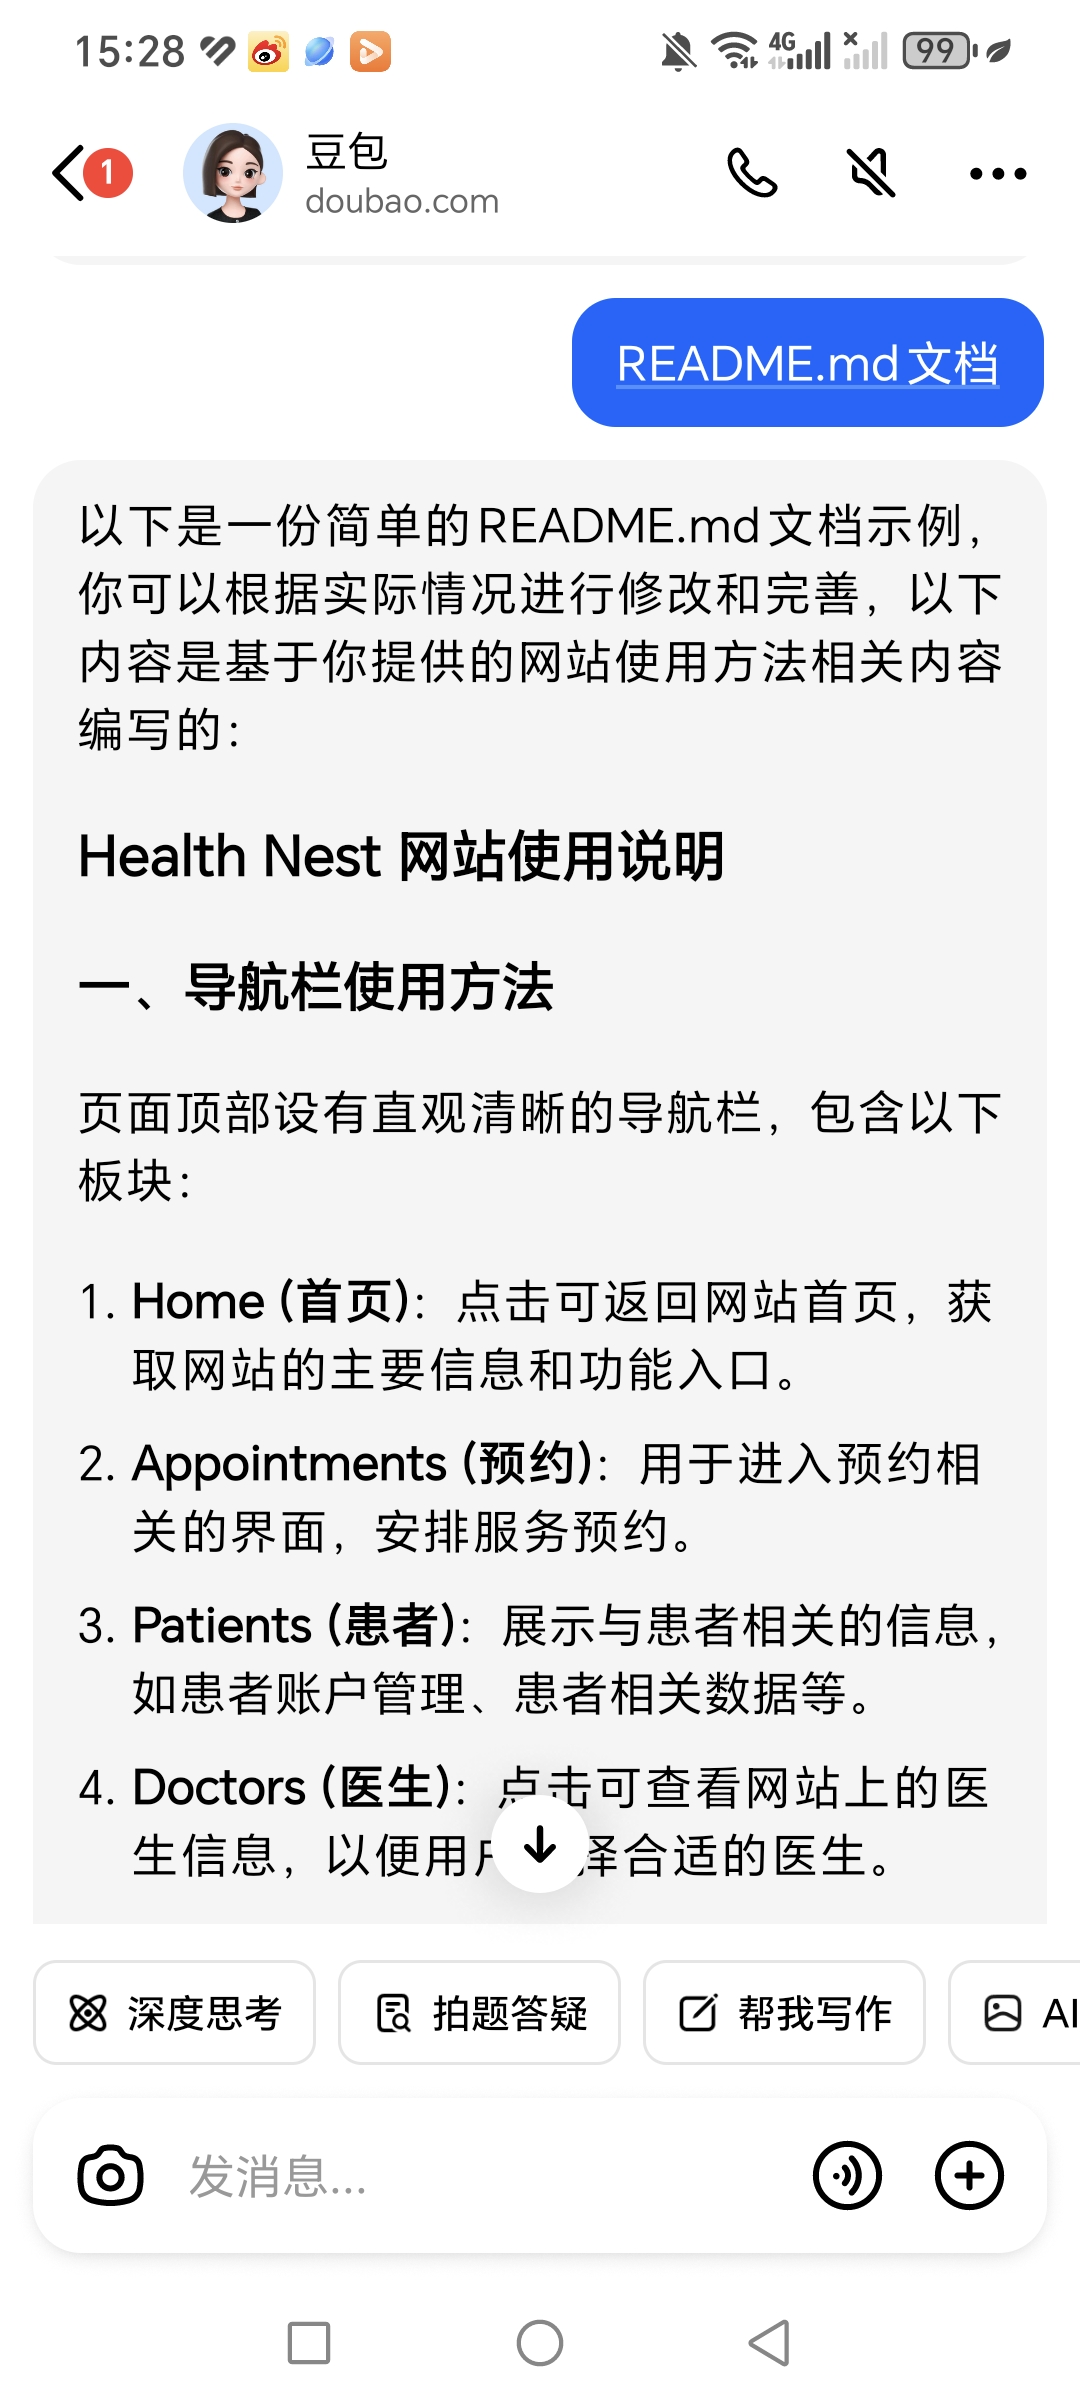 15:28
4G
99
1
豆包
doubao.com
README.md文档
以下是一份简单的README.md文档示例，
你可以根据实际情况进行修改和完善，以下
内容是基于你提供的网站使用方法相关内容
编写的：
Health Nest 网站使用说明
一、导航栏使用方法
页面顶部设有直观清晰的导航栏，包含以下
板块：
1. Home (首页)：点击可返回网站首页，获
取网站的主要信息和功能入口。
2. Appointments (预约)：用于进入预约相
关的界面，安排服务预约。
3. Patients (患者)：展示与患者相关的信息，
如患者账户管理、患者相关数据等。
4. Doctors (医生)：点击可查看网站上的医
生信息，以便用户择合适的医生。
深度思考
拍题答疑
帮我写作
AI
发消息...